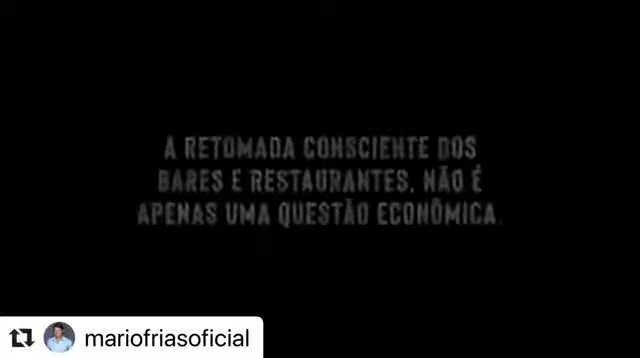 A RETOMADA CONSCIENTE DOS
BARES E RESTAURANTES, NÃO É
APENAS UMA QUESTÃO ECONÔMICA.
mariofriasoficial